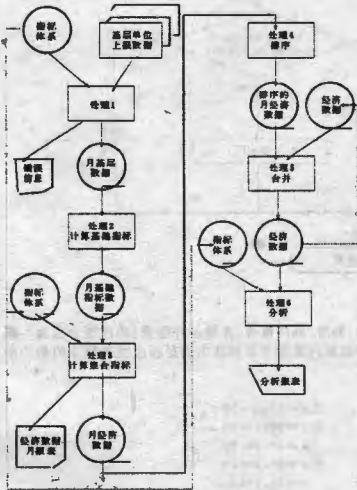 指标
体系
基层单位
上报数据
处理1
错误
信息
月基层
数据
处理2
计算基础指标
指标
体系
月基础
指标数据
处理3
计算综合指标
经济数据
月报表
月经济
数据
处理4
排序
排序的
月经济
数据
经济
数据
处理5
合并
指标
体系
经济
数据
处理6
分析
分析报表